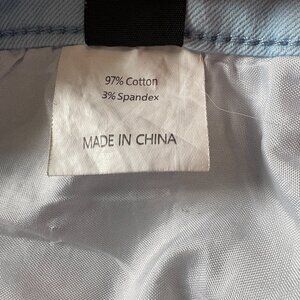 97% Cotton
3% Spandex
MADE IN CHINA